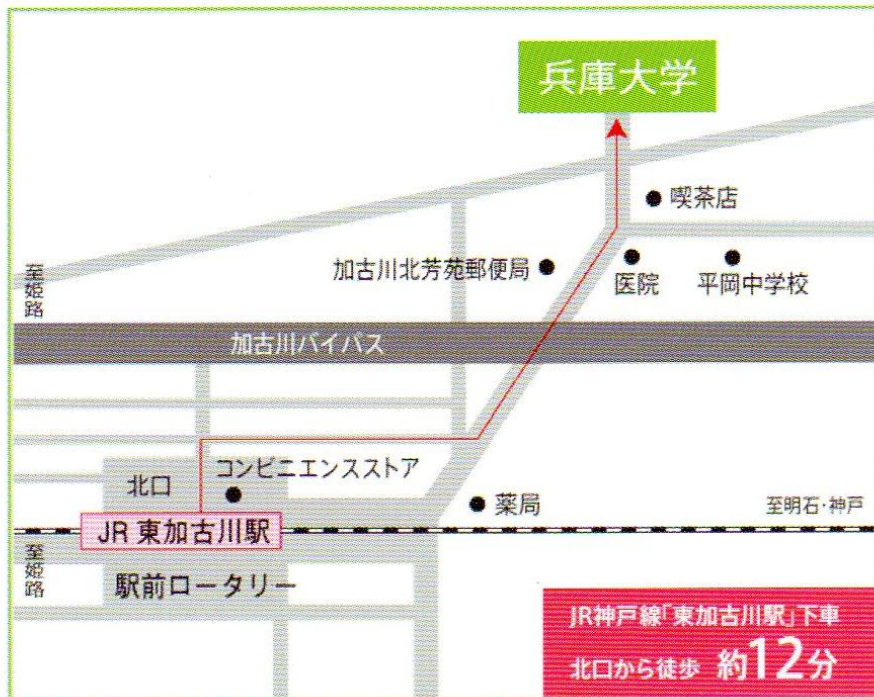 兵庫大学
喫茶店
加古川北芳苑郵便局
医院
平岡中学校
至姫路
加古川バイパス
コンビニエンスストア
北口
薬局
至明石・神戸
JR 東加古川駅
至姫路
駅前ロータリー
JR神戸線「東加古川駅」下車
北口から徒歩 約12分